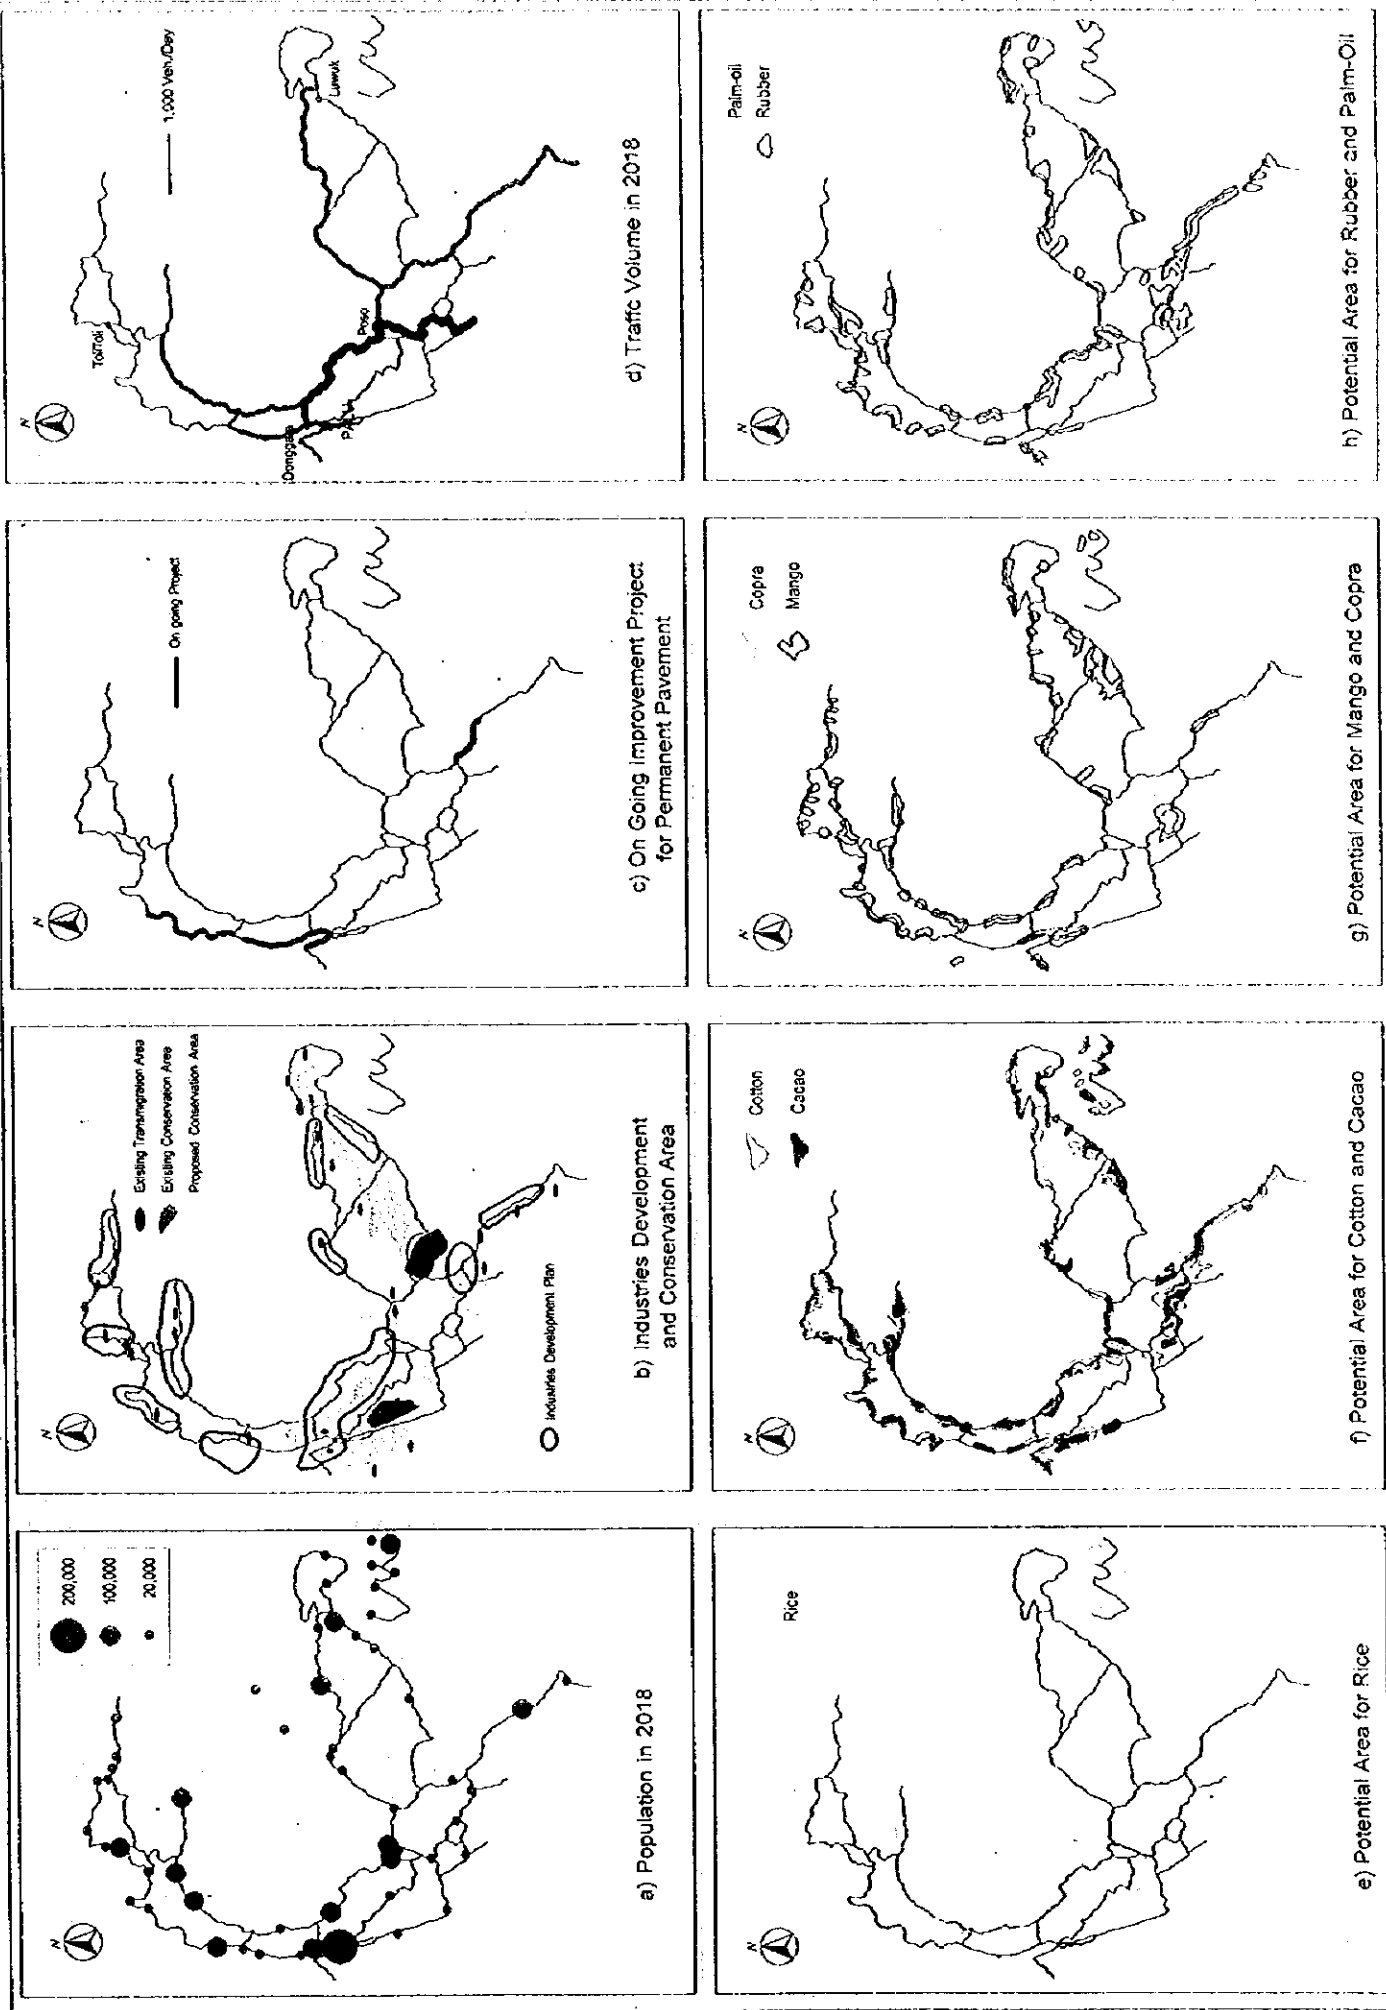 N
200,000
100,000
20,000
a) Population in 2018
N
Existing Transmigration Area
Existing Conservation Area
Proposed Conservation Area
Industries Development Plan
b) Industries Development
and Conservation Area
N
On going Project
c) On Going Improvement Project
for Permanent Pavement
N
1,000 Veh./Day
ToliToli
Luwuk
Poso
Donggala
d) Traffc Volume in 2018
N
Rice
e) Potential Area for Rice
N
Cotton
Cacao
f) Potential Area for Cotton and Cacao
N
Copra
Mango
g) Potential Area for Mango and Copra
N
Palm-oil
Rubber
h) Potential Area for Rubber and Palm-Oil